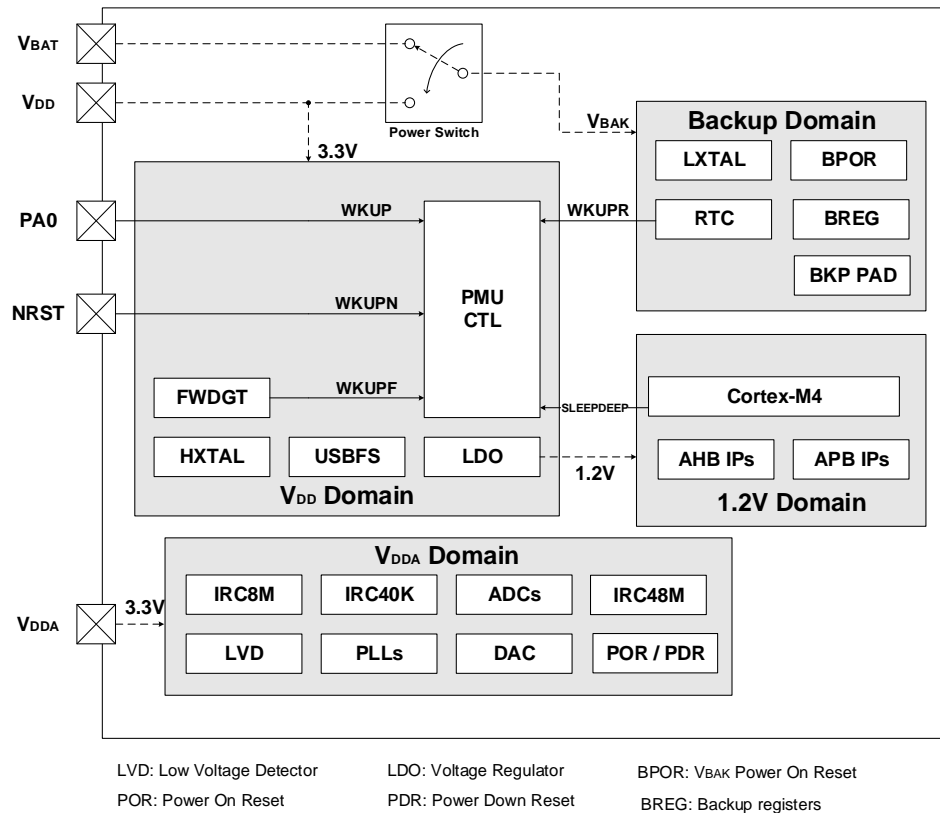 VBAT
VDD
Power Switch
VBAK
3.3V
Backup Domain
LXTAL
BPOR
RTC
BREG
BKP PAD
PA0
WKUP
WKUPR
NRST
WKUPN
PMU
CTL
FWDGT
WKUPF
SLEEPDEEP
Cortex-M4
HXTAL
USBFS
LDO
1.2V
AHB IPs
APB IPs
VDD Domain
1.2V Domain
VDDA Domain
VDDA
3.3V
IRC8M
IRC40K
ADCs
IRC48M
LVD
PLLs
DAC
POR / PDR
LVD: Low Voltage Detector
LDO: Voltage Regulator
BPOR: VBAK Power On Reset
POR: Power On Reset
PDR: Power Down Reset
BREG: Backup registers